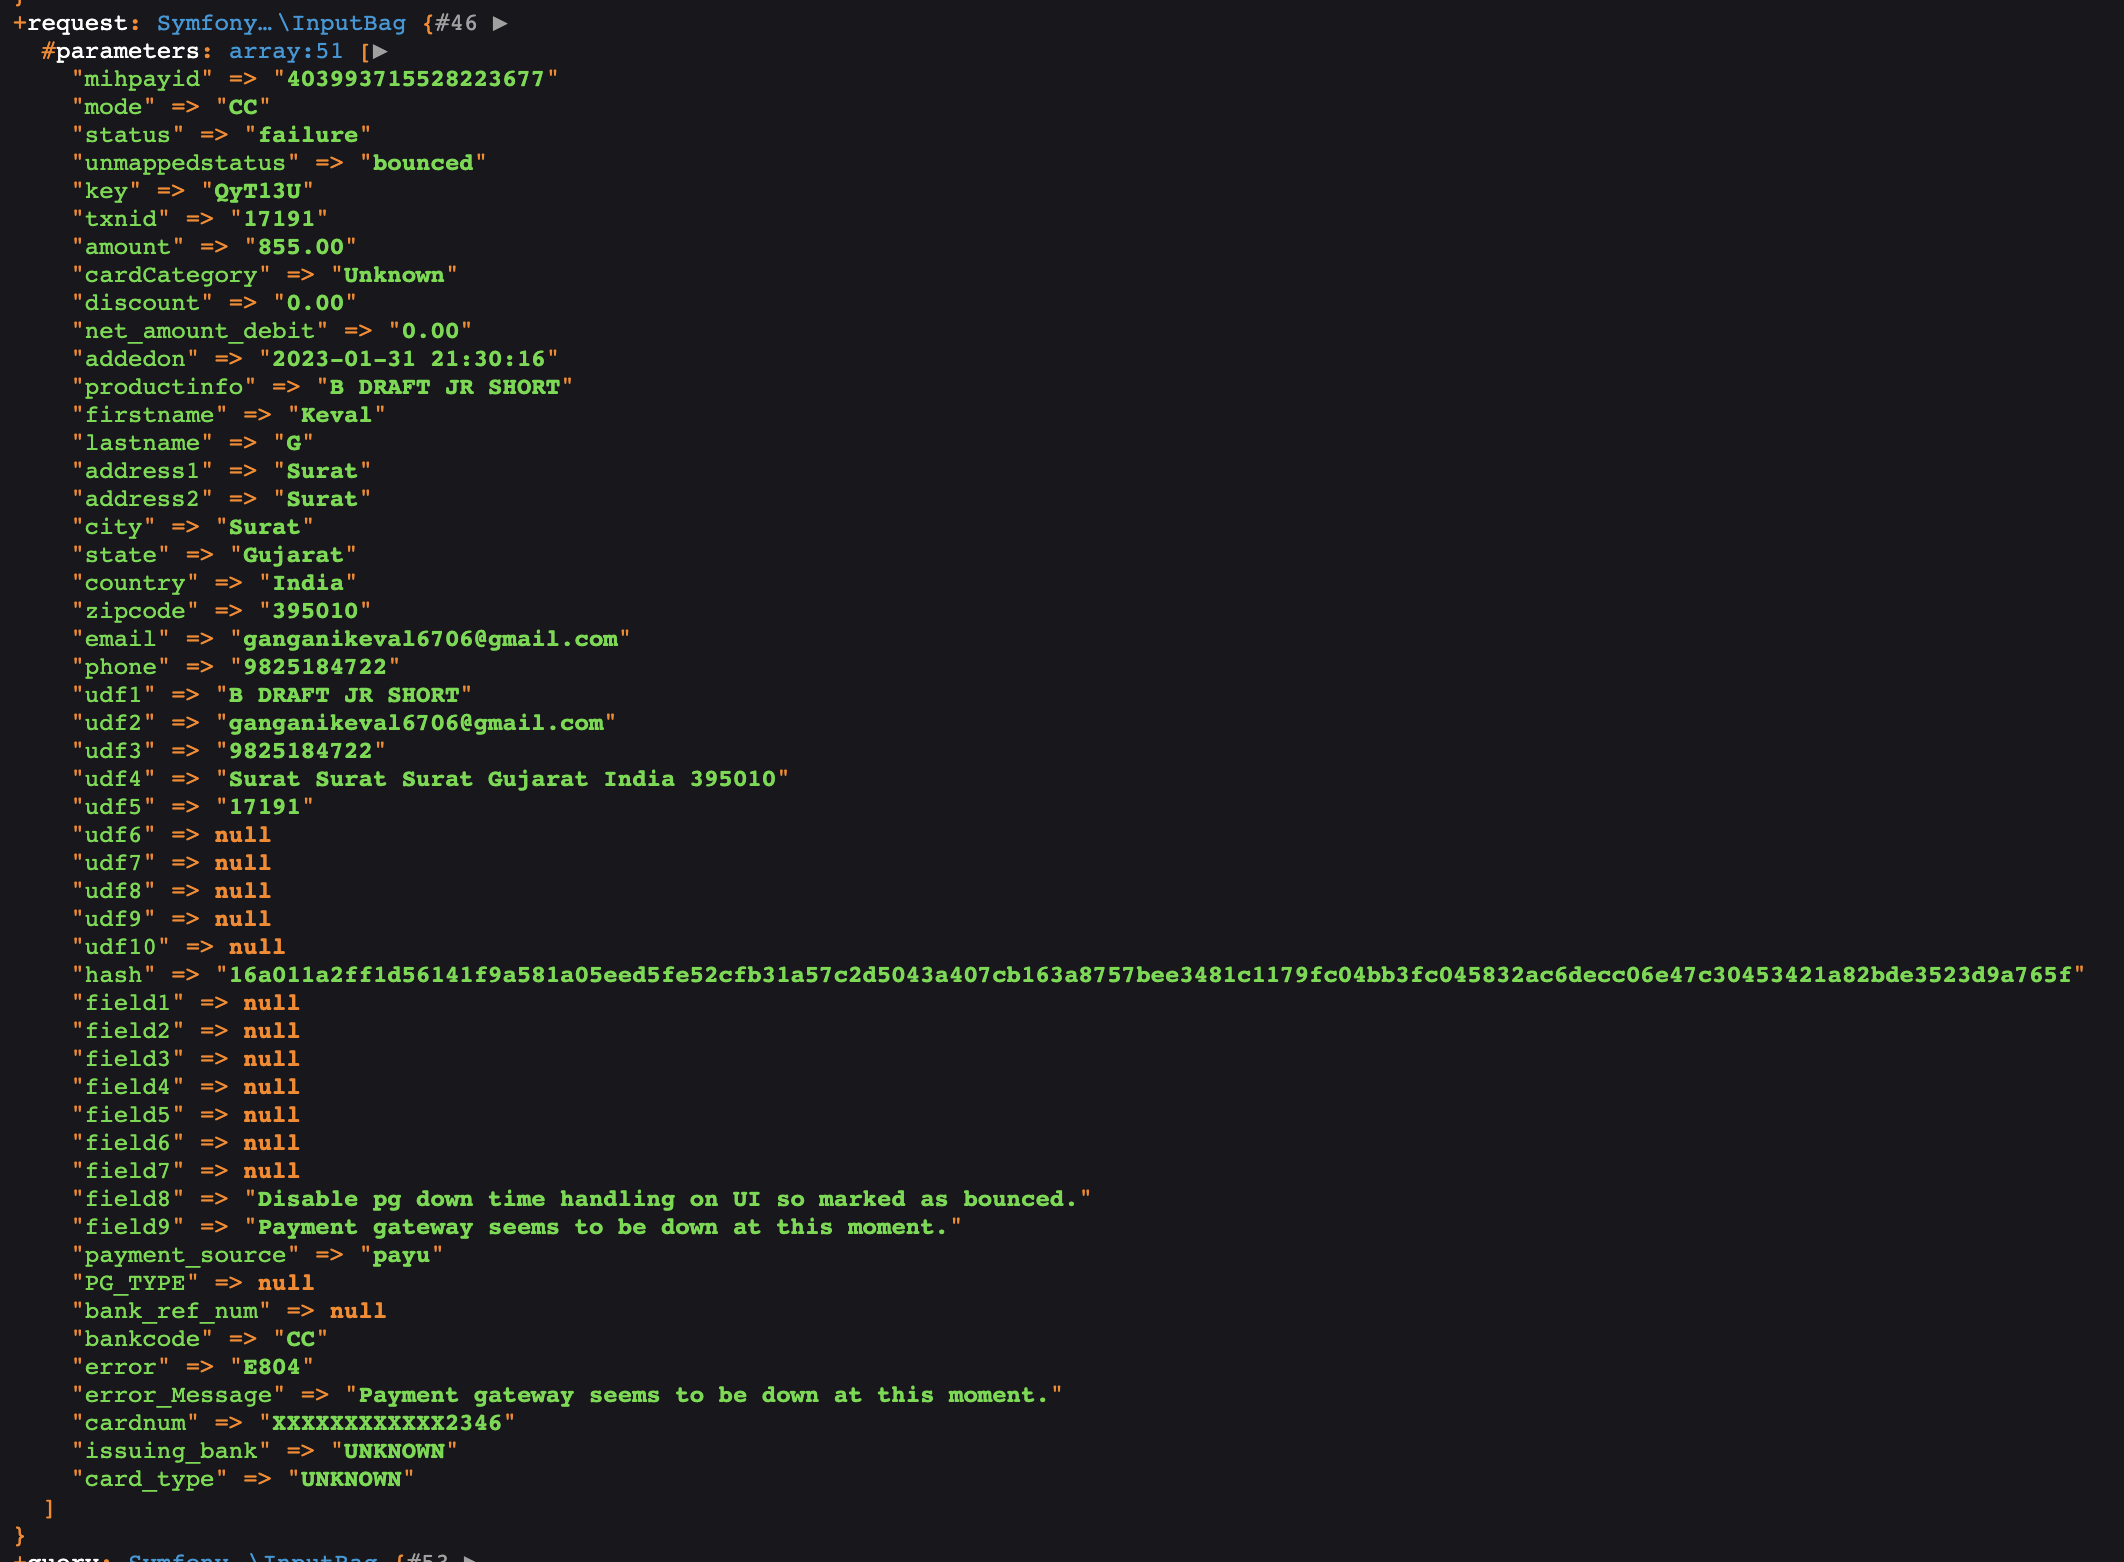 }
+request: Symfony…\InputBag {#46 ▶
#parameters: array:51 [▶
"mihpayid" => "403993715528223677"
"mode" => "CC"
"status" => "failure"
"unmappedstatus" => "bounced"
"key" => "QyT13U"
"txnid" => "17191"
"amount" => "855.00"
"cardCategory" => "Unknown"
"discount" => "0.00"
"net_amount_debit" => "0.00"
"addedon" => "2023-01-31 21:30:16"
"productinfo" => "B DRAFT JR SHORT"
"firstname" => "Keval"
"lastname" => "G"
"address1" => "Surat"
"address2" => "Surat"
"city" => "Surat"
"state" => "Gujarat"
"country" => "India"
"zipcode" => "395010"
"email" => "ganganikeval6706@gmail.com"
"phone" => "9825184722"
"udf1" => "B DRAFT JR SHORT"
"udf2" => "ganganikeval6706@gmail.com"
"udf3" => "9825184722"
"udf4" => "Surat Surat Surat Gujarat India 395010"
"udf5" => "17191"
"udf6" => null
"udf7" => null
"udf8" => null
"udf9" => null
"udf10" => null
"hash" => "16a011a2ff1d56141f9a581a05eed5fe52cfb31a57c2d5043a407cb163a8757bee3481c1179fc04bb3fc045832ac6decc06e47c30453421a82bde3523d9a765f"
"field1" => null
"field2" => null
"field3" => null
"field4" => null
"field5" => null
"field6" => null
"field7" => null
"field8" => "Disable pg down time handling on UI so marked as bounced."
"field9" => "Payment gateway seems to be down at this moment."
"payment_source" => "payu"
"PG_TYPE" => null
"bank_ref_num" => null
"bankcode" => "CC"
"error" => "E804"
"error_Message" => "Payment gateway seems to be down at this moment."
"cardnum" => "XXXXXXXXXXXX2346"
"issuing_bank" => "UNKNOWN"
"card_type" => "UNKNOWN"
]
}
+query: Symfony…\InputBag {#53 ▶